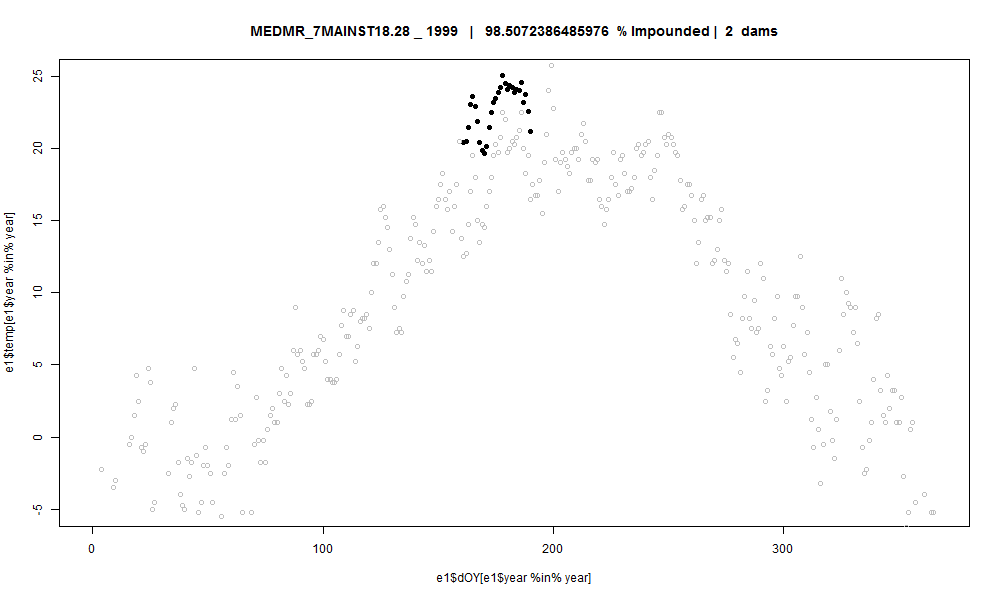 MEDMR_7MAINST18.28 _ 1999 | 98.5072386485976 % Impounded | 2 dams
e1$temp[e1$year %in% year]
25
20
15
10
5
0
-5
0 100 200 300
e1$dOY[e1$year %in% year]